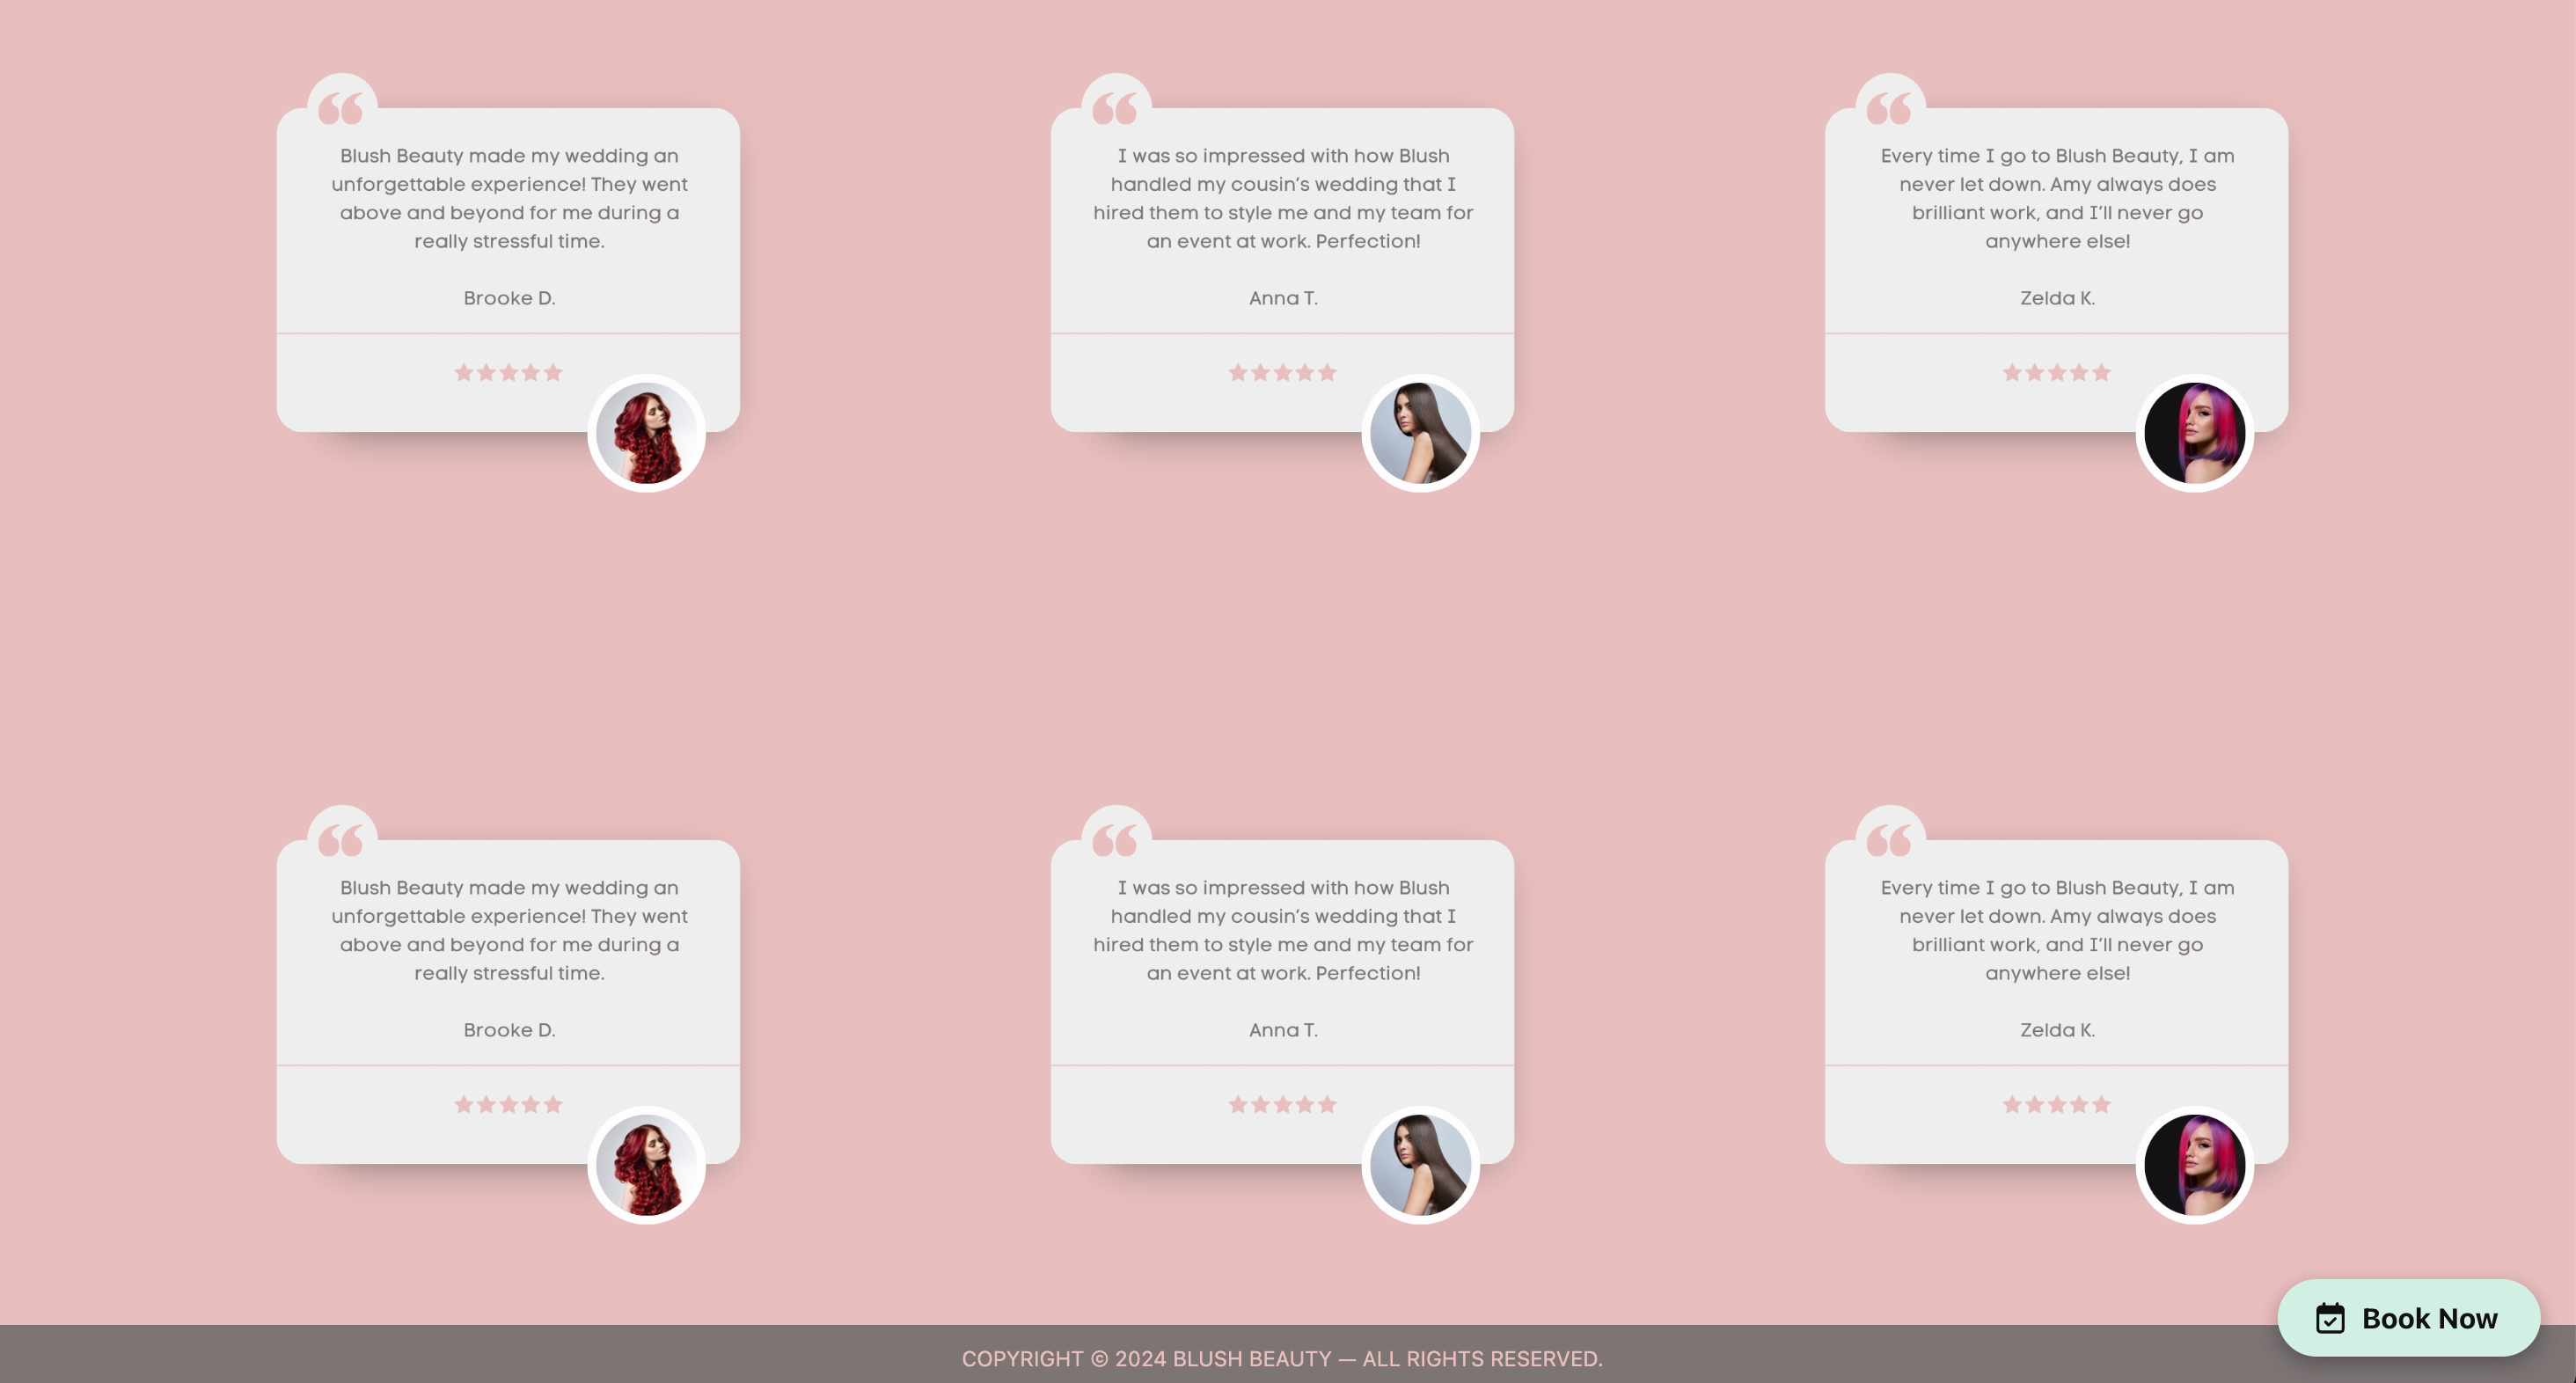 Blush Beauty made my wedding an
unforgettable experience! They went
above and beyond for me during a
really stressful time.
Brooke D.
I was so impressed with how Blush
handled my cousin’s wedding that I
hired them to style me and my team for
an event at work. Perfection!
Anna T.
Every time I go to Blush Beauty, I am
never let down. Amy always does
brilliant work, and I’ll never go
anywhere else!
Zelda K.
Blush Beauty made my wedding an
unforgettable experience! They went
above and beyond for me during a
really stressful time.
Brooke D.
I was so impressed with how Blush
handled my cousin’s wedding that I
hired them to style me and my team for
an event at work. Perfection!
Anna T.
Every time I go to Blush Beauty, I am
never let down. Amy always does
brilliant work, and I’ll never go
anywhere else!
Zelda K.
Book Now
COPYRIGHT © 2024 BLUSH BEAUTY — ALL RIGHTS RESERVED.